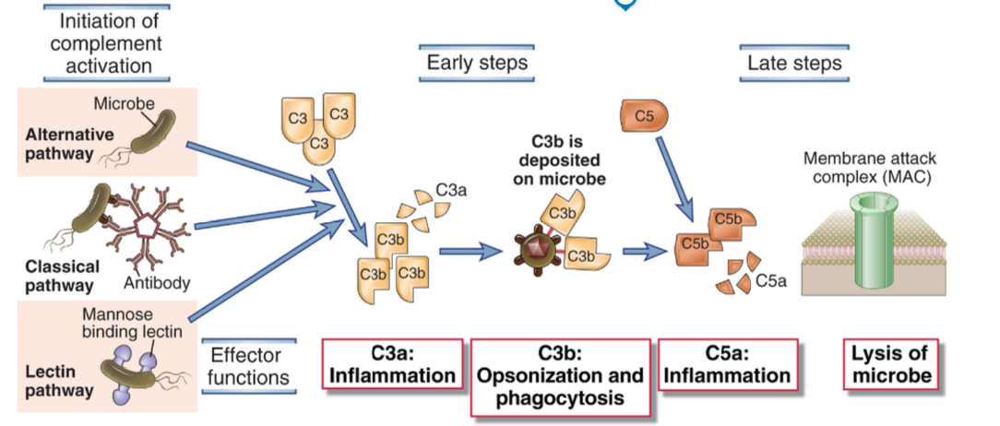 Initiation of
complement
activation
Early steps
Late steps
Microbe
Alternative
pathway
C3
C3
C3
C3a
C3b
C3b
C3b
C3b is
deposited
on microbe
C3b
C3b
C5
C5b
C5b
C5a
Membrane attack
complex (MAC)
Classical
pathway
Antibody
Mannose
binding lectin
Lectin
pathway
Effector
functions
C3a:
Inflammation
C3b:
Opsonization and
phagocytosis
C5a:
Inflammation
Lysis of
microbe